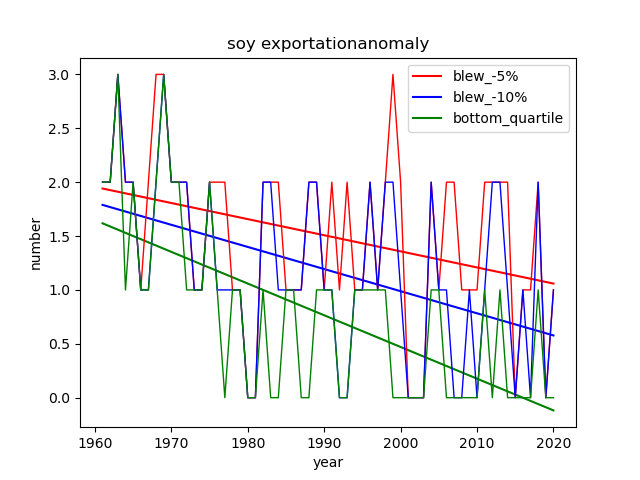 soy exportationanomaly
blew_-5%
blew_-10%
bottom_quartile
3.0
2.5
2.0
1.5
1.0
0.5
0.0
number
1960 1970 1980 1990 2000 2010 2020
year